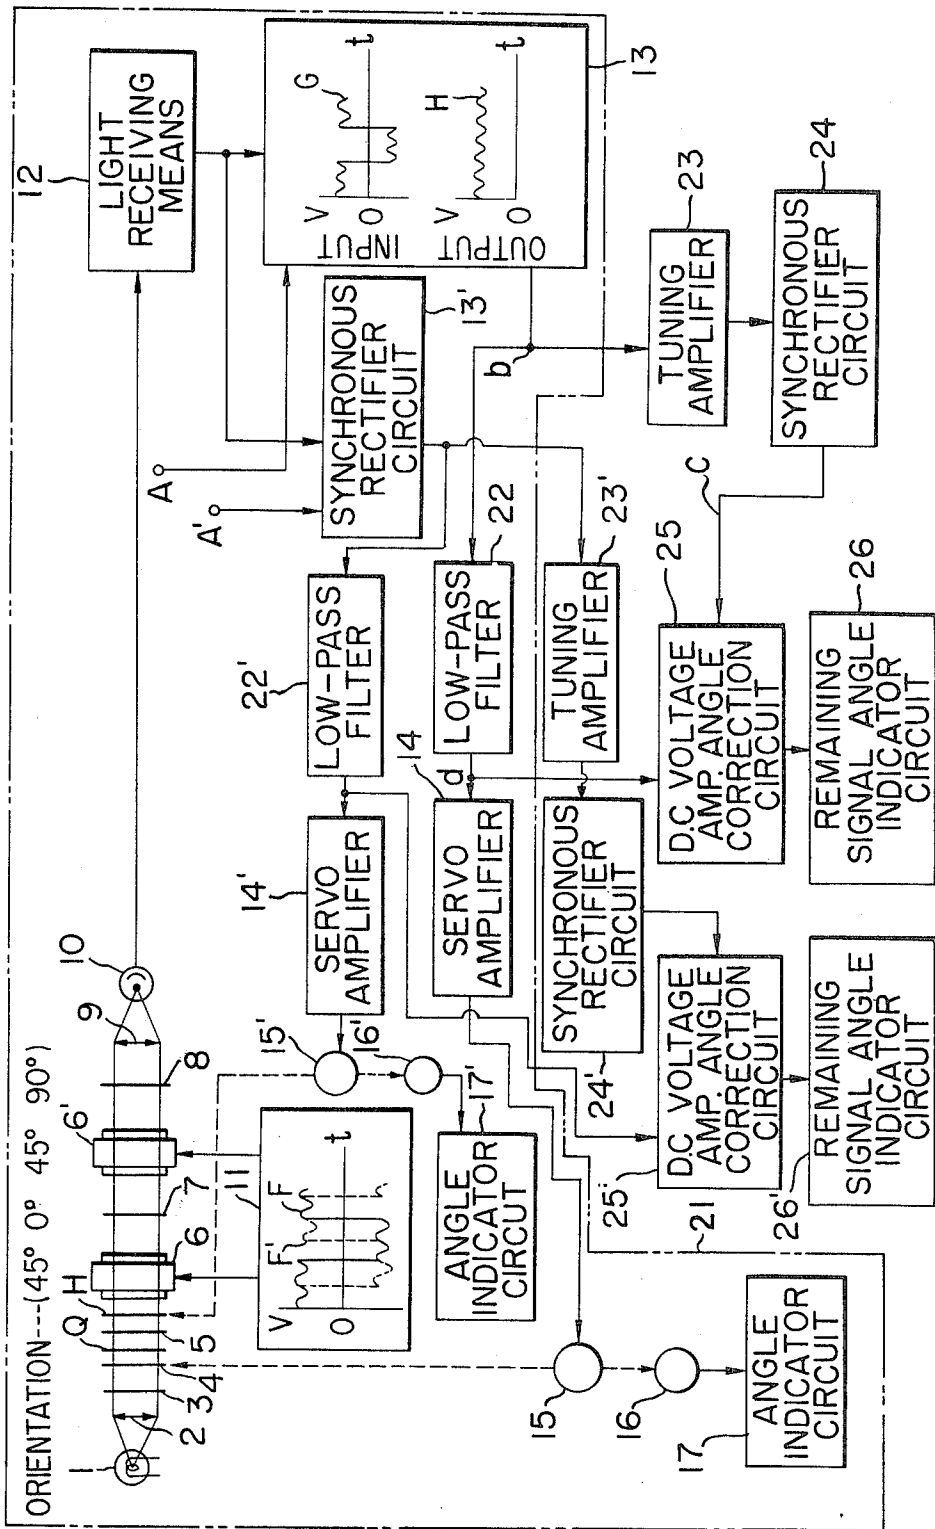 ORIENTATION---(45° 0° 45° 90°)
1
2
3
4
Q
5
H
6
7
6'
8
9
10
12
LIGHT
RECEIVING
MEANS
11
V
F'
F
0
t
15'
16'
17'
ANGLE
INDICATOR
CIRCUIT
14'
SERVO
AMPLIFIER
22'
LOW-PASS
FILTER
A'
A
SYNCHRONOUS
RECTIFIER
CIRCUIT
13'
INPUT
V
0
G
t
OUTPUT
V
0
H
t
13
14
SERVO
AMPLIFIER
d
LOW-PASS
FILTER
22
b
24'
SYNCHRONOUS
RECTIFIER
CIRCUIT
TUNING
AMPLIFIER
23'
TUNING
AMPLIFIER
23
15
16
17
ANGLE
INDICATOR
CIRCUIT
21
25'
D.C VOLTAGE
AMP. ANGLE
CORRECTION
CIRCUIT
D.C VOLTAGE
AMP. ANGLE
CORRECTION
CIRCUIT
25
C
SYNCHRONOUS
RECTIFIER
CIRCUIT
24
26'
REMAINING
SIGNAL ANGLE
INDICATOR
CIRCUIT
REMAINING
SIGNAL ANGLE
INDICATOR
CIRCUIT
26